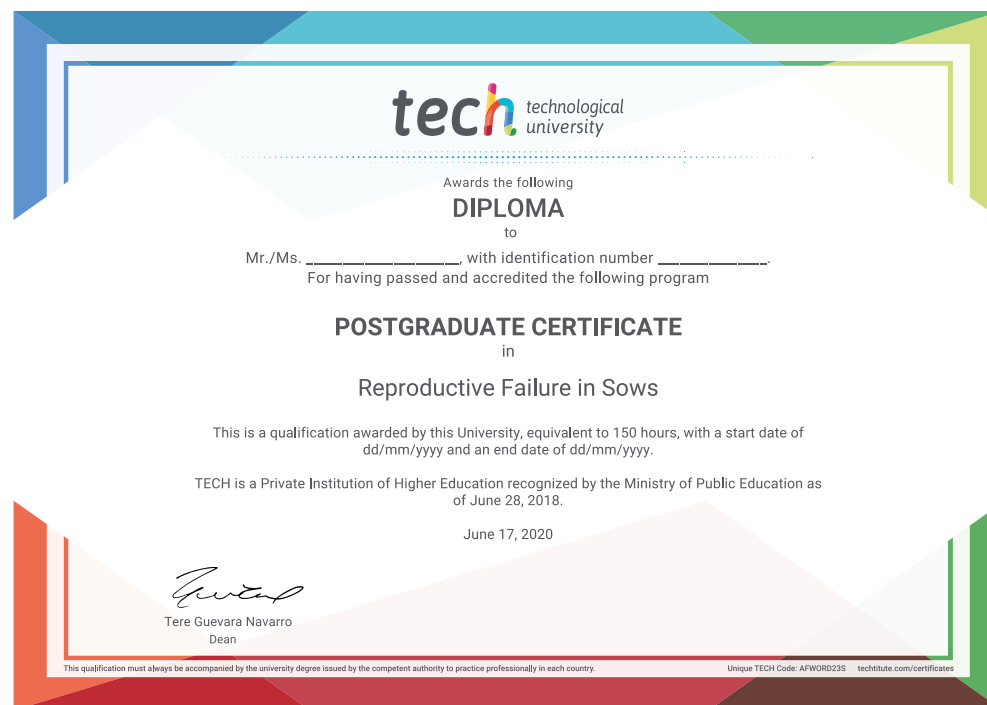 tech technological
university
Awards the following
DIPLOMA
to
Mr./Ms. ____________________, with identification number ______________.
For having passed and accredited the following program
POSTGRADUATE CERTIFICATE
in
Reproductive Failure in Sows
This is a qualification awarded by this University, equivalent to 150 hours, with a start date of
dd/mm/yyyy and an end date of dd/mm/yyyy.
TECH is a Private Institution of Higher Education recognized by the Ministry of Public Education as
of June 28, 2018.
June 17, 2020
Tere Guevara Navarro
Dean
This qualification must always be accompanied by the university degree issued by the competent authority to practice professionally in each country.
Unique TECH Code: AFWORD23S techtitute.com/certificates